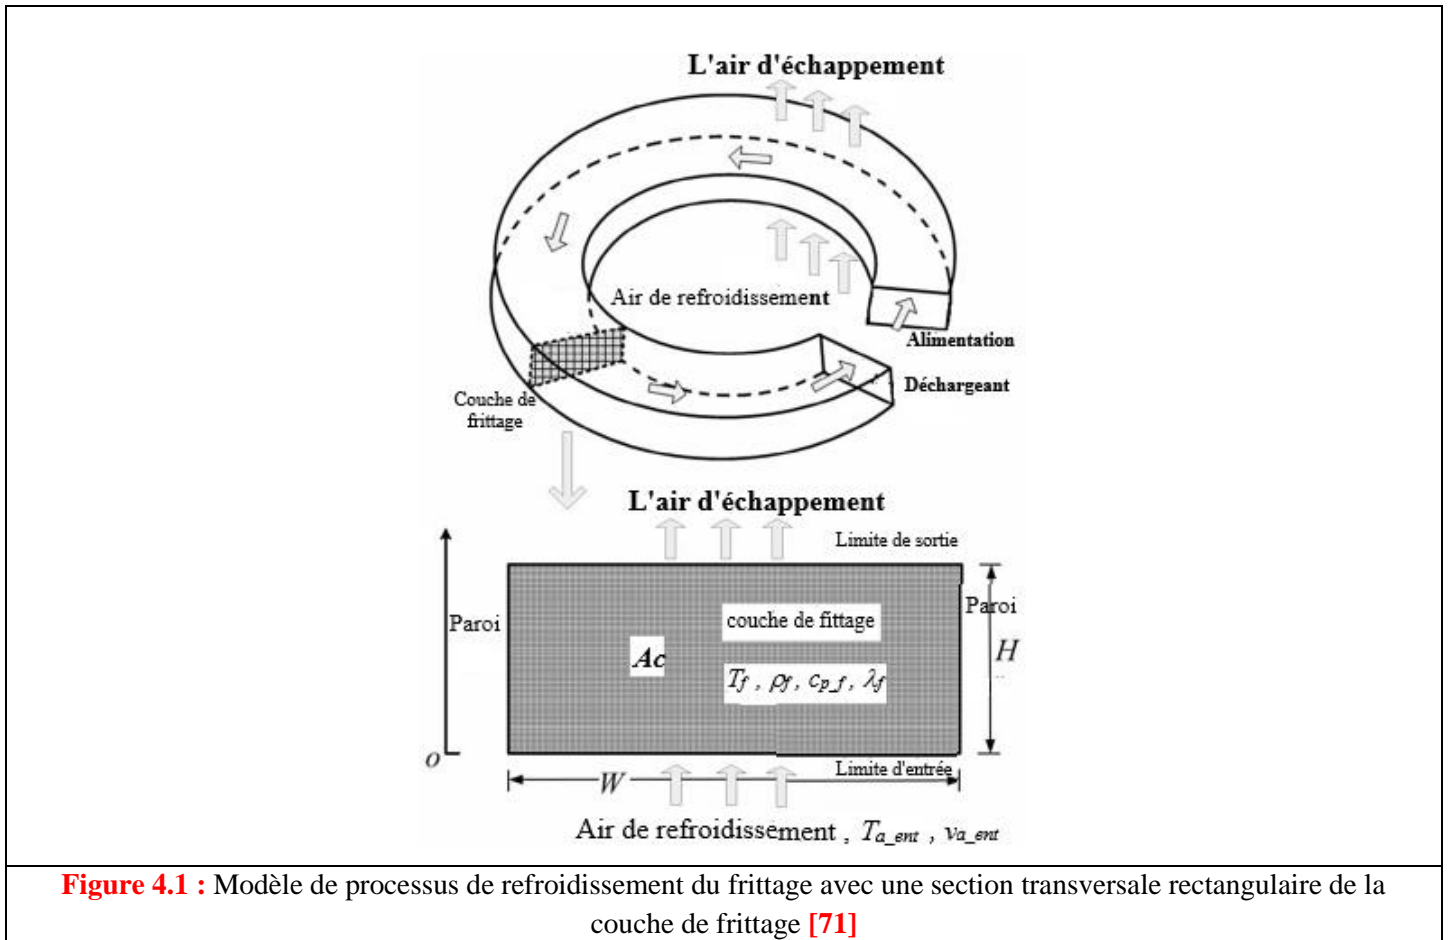 L'air d'échappement
Air de refroidissement
Alimentation
Déchargeant
Couche de
frittage
L'air d'échappement
Limite de sortie
Paroi
Paroi
couche de fittage
Ac
H
Tf , ρf, cp_f, λf
o
Limite d'entrée
W
Air de refroidissement , Ta_ent , va_ent
Figure 4.1 : Modèle de processus de refroidissement du frittage avec une section transversale rectangulaire de la
couche de frittage [71]